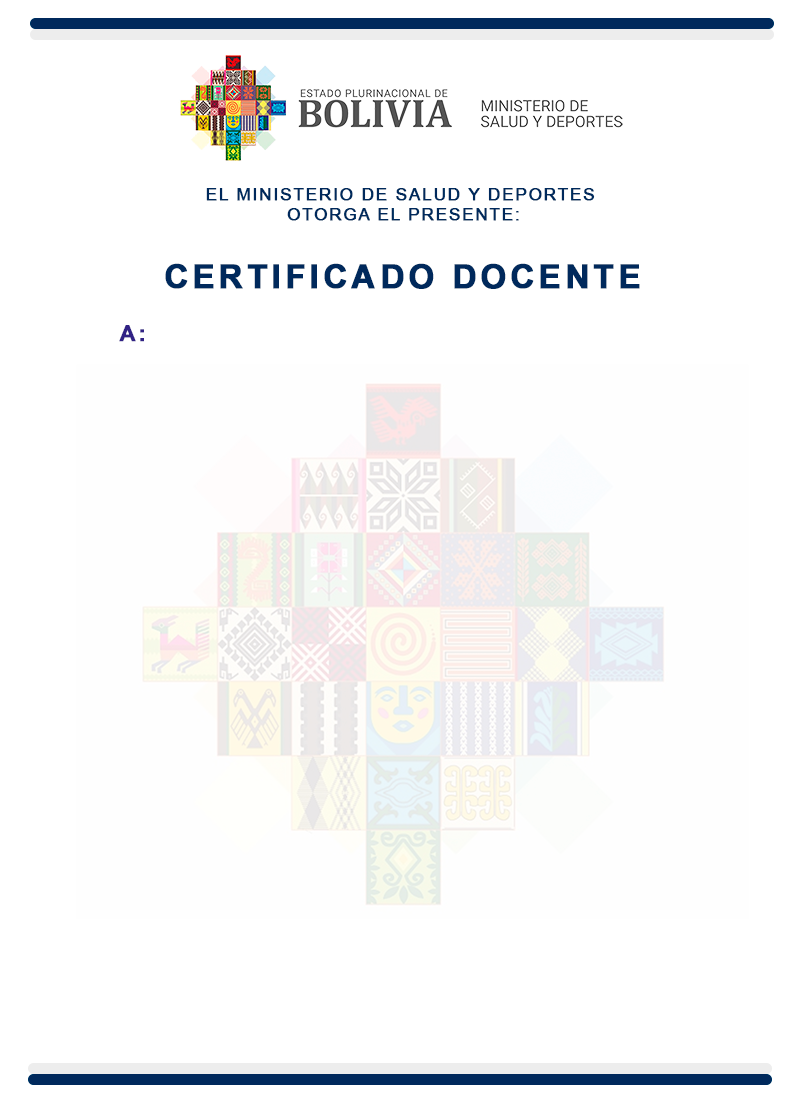 ESTADO PLURINACIONAL DE
BOLIVIA
MINISTERIO DE
SALUD Y DEPORTES
EL MINISTERIO DE SALUD Y DEPORTES
OTORGA EL PRESENTE:
CERTIFICADO DOCENTE
A: